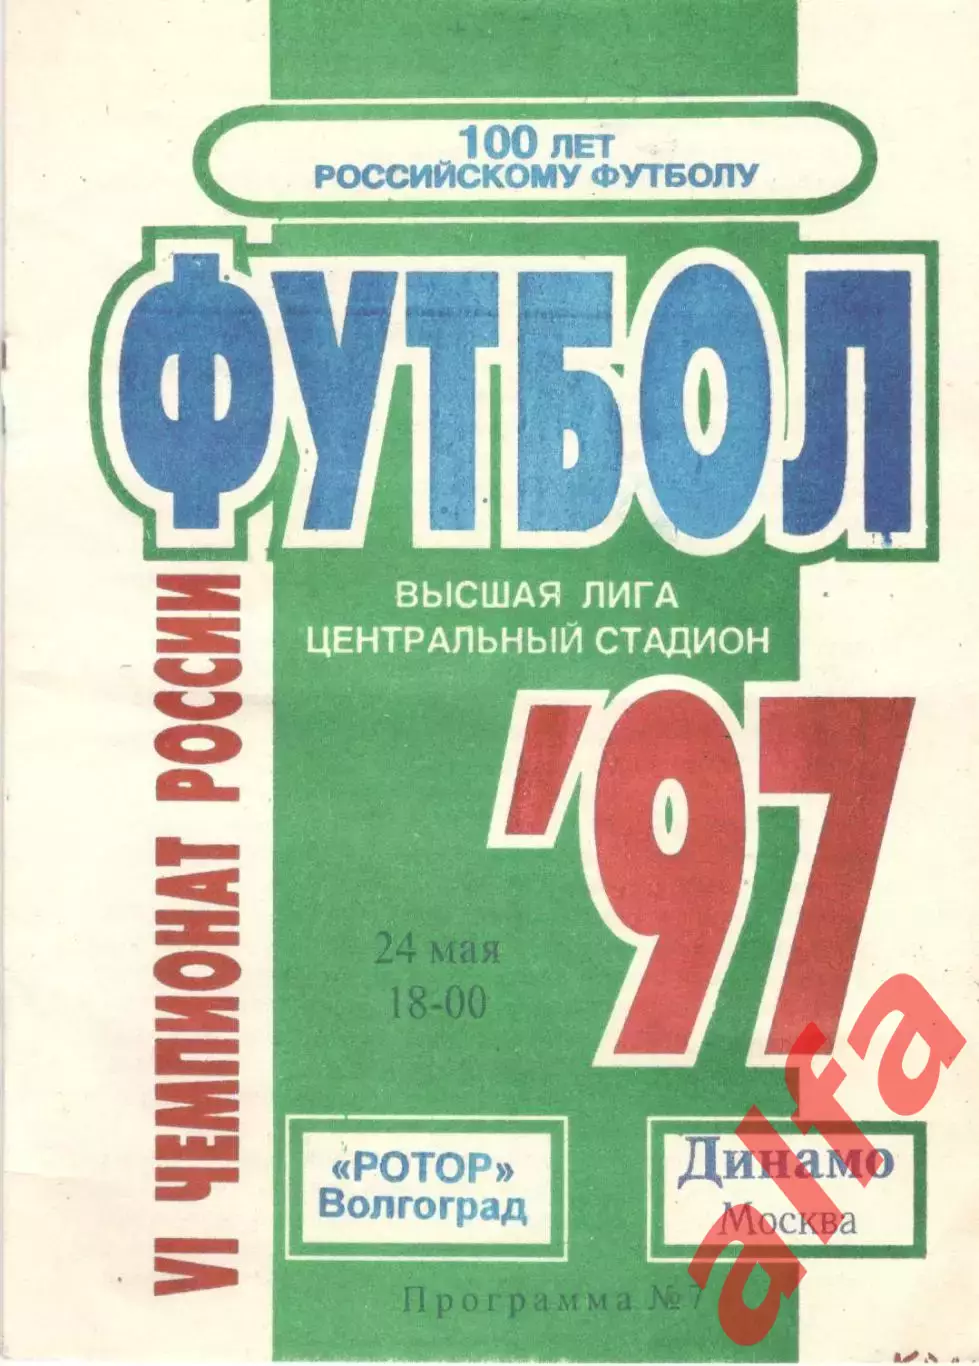 100 ЛЕТ
РОССИЙСКОМУ ФУТБОЛУ
ФУТБОЛ
ВЫСШАЯ ЛИГА
ЦЕНТРАЛЬНЫЙ СТАДИОН
'97
VI ЧЕМПИОНАТ РОССИИ
24 мая
18-00
«РОТОР»
Волгоград
Динамо
Москва
Программа №7
alfa